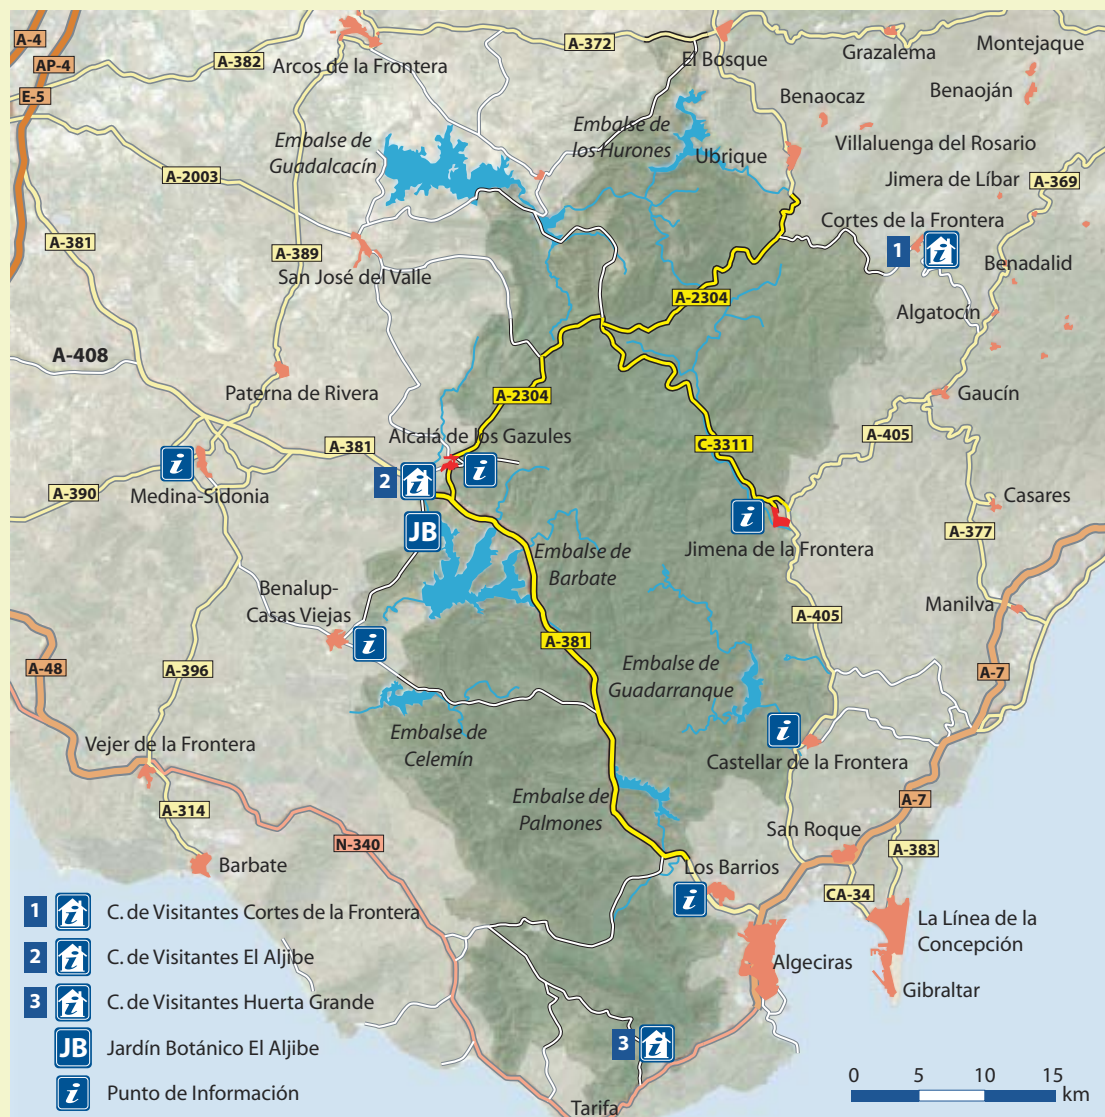 A-4
A-372
El Bosque
Grazalema
Montejaque
AP-4
A-382
Arcos de la Frontera
Benaocaz
Benaoján
E-5
Embalse de
Guadalcacín
Embalse de
los Hurones
Ubrique
Villaluenga del Rosario
A-2003
Jimera de Líbar
A-369
A-381
A-389
San José del Valle
Cortes de la Frontera
1
Benadalid
A-2304
Algatocín
A-408
Paterna de Rivera
A-2304
Gaucín
A-381
Alcalá de los Gazules
C-3311
A-405
i
2
i
A-390
Medina-Sidonia
Casares
JB
i
Jimena de la Frontera
A-377
Embalse de
Barbate
Benalup-
Casas Viejas
i
A-381
A-405
Manilva
A-48
A-396
Embalse de
Guadarranque
A-7
Vejer de la Frontera
Embalse de
Celemín
i
Castellar de la Frontera
A-314
Embalse de
Palmones
A-7
N-340
San Roque
A-383
Barbate
Los Barrios
i
CA-34
La Línea de la
Concepción
Algeciras
Gibraltar
3
Tarifa
1 C. de Visitantes Cortes de la Frontera
2 C. de Visitantes El Aljibe
3 C. de Visitantes Huerta Grande
JB Jardín Botánico El Aljibe
i Punto de Información
0 5 10 15
km